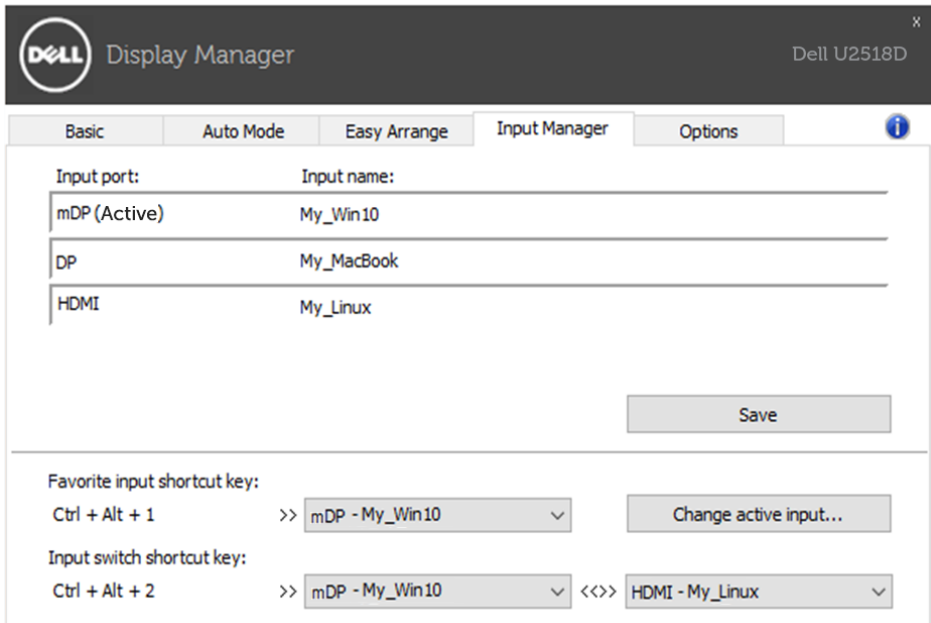 x
DELL Display Manager Dell U2518D
Basic Auto Mode Easy Arrange Input Manager Options i
Input port: Input name:
mDP (Active) My_Win10
DP My_MacBook
HDMI My_Linux
Save
Favorite input shortcut key:
Ctrl + Alt + 1 >> mDP - My_Win10 Change active input...
Input switch shortcut key:
Ctrl + Alt + 2 >> mDP - My_Win10 <<>> HDMI - My_Linux